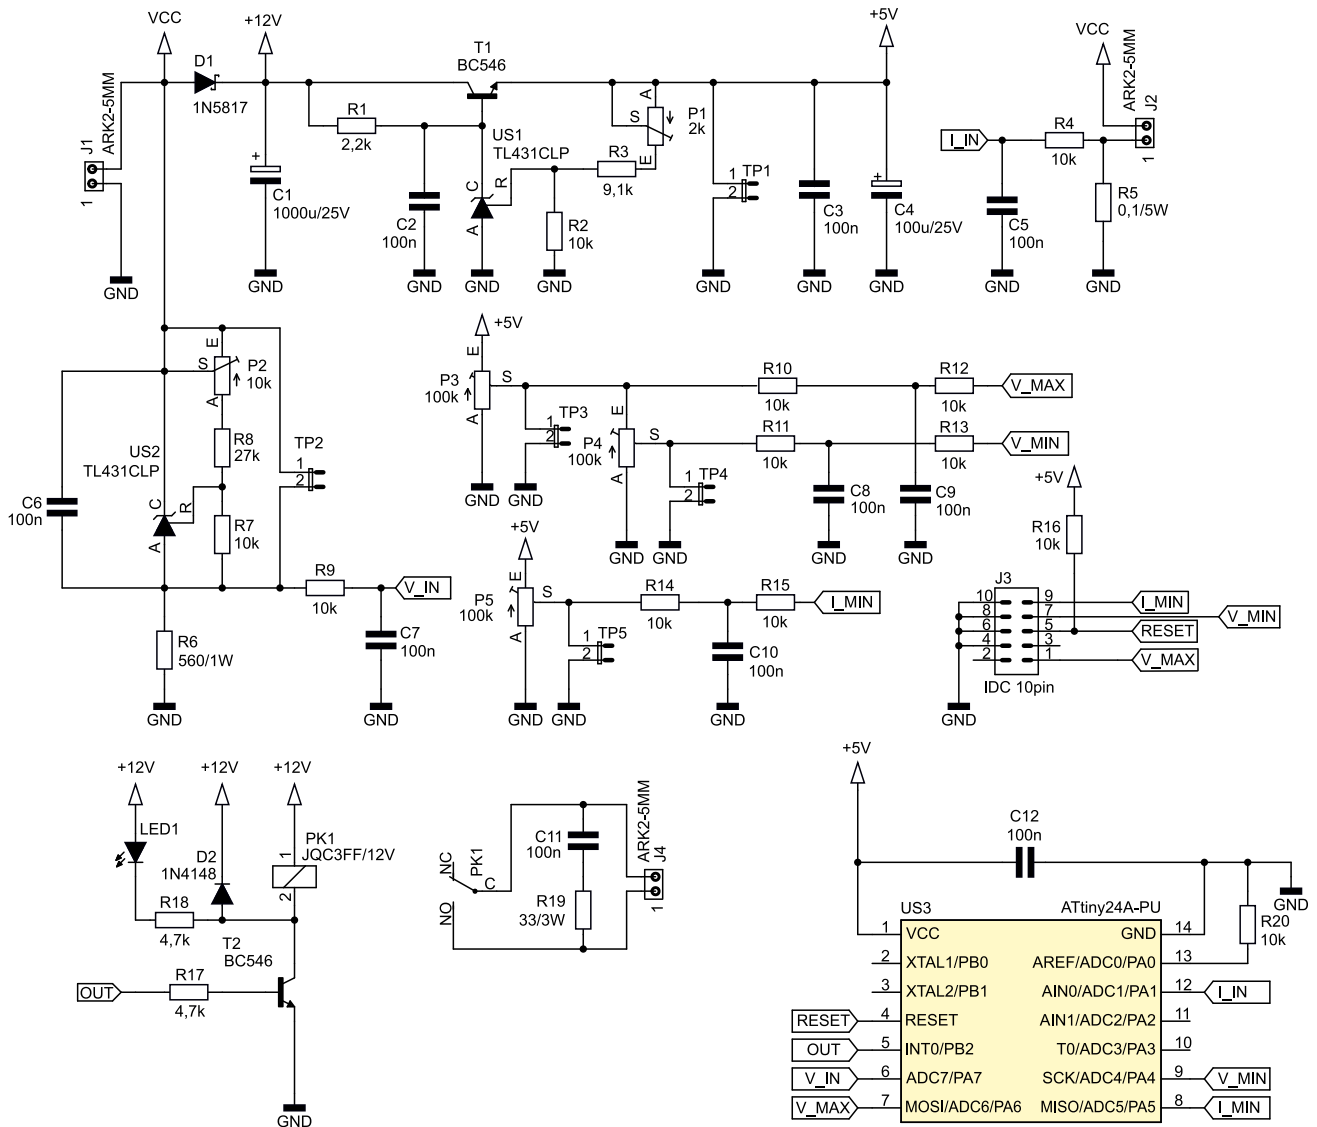 VCC
+12V
+5V
VCC
D1
1N5817
T1
BC546
ARK2-5MM
J1
1
R1
2,2k
US1
TL431CLP
C
R
A
A
S
E
P1
2k
R3
9,1k
TP1
1
2
I_IN
R4
10k
ARK2-5MM
J2
1
+
C1
1000u/25V
C2
100n
R2
10k
C3
100n
+
C4
100u/25V
C5
100n
R5
0,1/5W
GND
GND
GND
GND
GND
GND
GND
GND
GND
GND
E
S
P2
10k
A
R8
27k
US2
TL431CLP
C
R
A
TP2
1
2
C6
100n
R7
10k
R9
10k
V_IN
R6
560/1W
C7
100n
GND
GND
+5V
E
P3
100k
S
A
TP3
1
2
GND
GND
E
P4
100k
S
A
TP4
1
2
R10
10k
R12
10k
V_MAX
R11
10k
R13
10k
V_MIN
C8
100n
C9
100n
GND
GND
GND
GND
+5V
E
P5
100k
S
A
TP5
1
2
R14
10k
R15
10k
I_MIN
C10
100n
GND
GND
GND
+5V
R16
10k
J3
10
9
I_MIN
8
7
V_MIN
6
5
RESET
4
3
2
1
V_MAX
IDC 10pin
GND
+12V
+12V
+12V
LED1
D2
1N4148
PK1
JQC3FF/12V
1
2
R18
4,7k
T2
BC546
OUT
R17
4,7k
GND
NC
NO
PK1
C
C11
100n
R19
33/3W
ARK2-5MM
J4
1
+5V
C12
100n
GND
R20
10k
US3
ATtiny24A-PU
1
VCC
GND
14
2
XTAL1/PB0
AREF/ADC0/PA0
13
3
XTAL2/PB1
AIN0/ADC1/PA1
12
I_IN
RESET
4
RESET
AIN1/ADC2/PA2
11
OUT
5
INT0/PB2
T0/ADC3/PA3
10
V_IN
6
ADC7/PA7
SCK/ADC4/PA4
9
V_MIN
V_MAX
7
MOSI/ADC6/PA6
MISO/ADC5/PA5
8
I_MIN